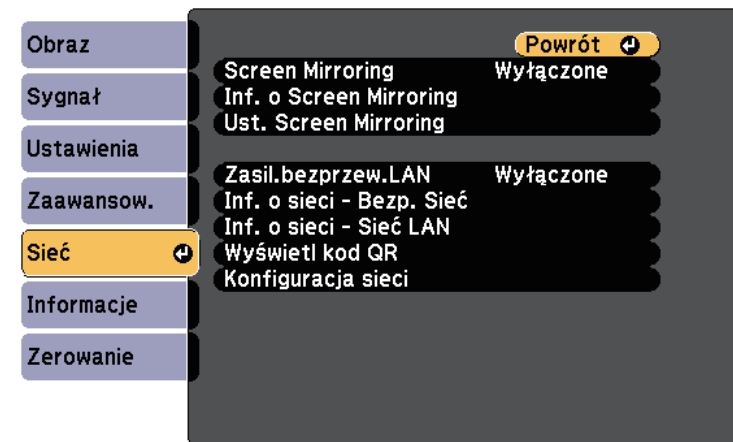 Obraz
Sygnał
Ustawienia
Zaawansow.
Sieć
Informacje
Zerowanie
Powrót
Screen Mirroring Wyłączone
Inf. o Screen Mirroring
Ust. Screen Mirroring
Zasil.bezprzew.LAN Wyłączone
Inf. o sieci - Bezp. Sieć
Inf. o sieci - Sieć LAN
Wyświetl kod QR
Konfiguracja sieci